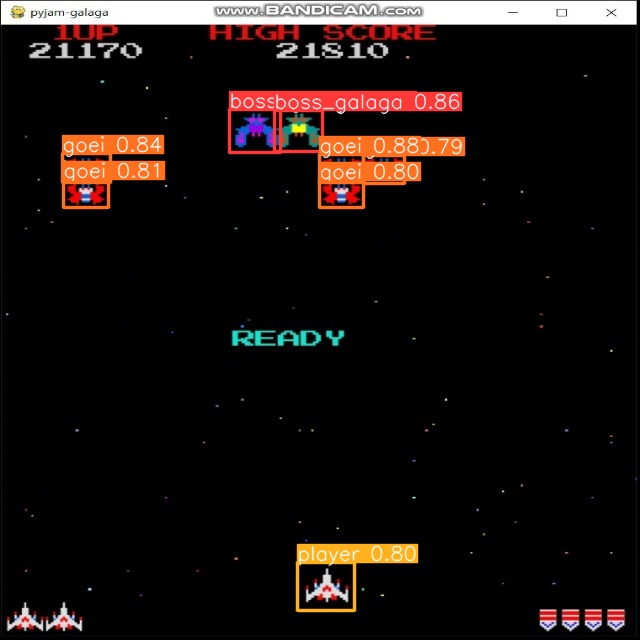 pyjam-galaga
www.BANDICAM.com
1UP HIGH SCORE
21170 21810
boss boss_galaga 0.86
goei 0.84 goei 0.88 0.79
goei 0.81 goei 0.80
READY
player 0.80